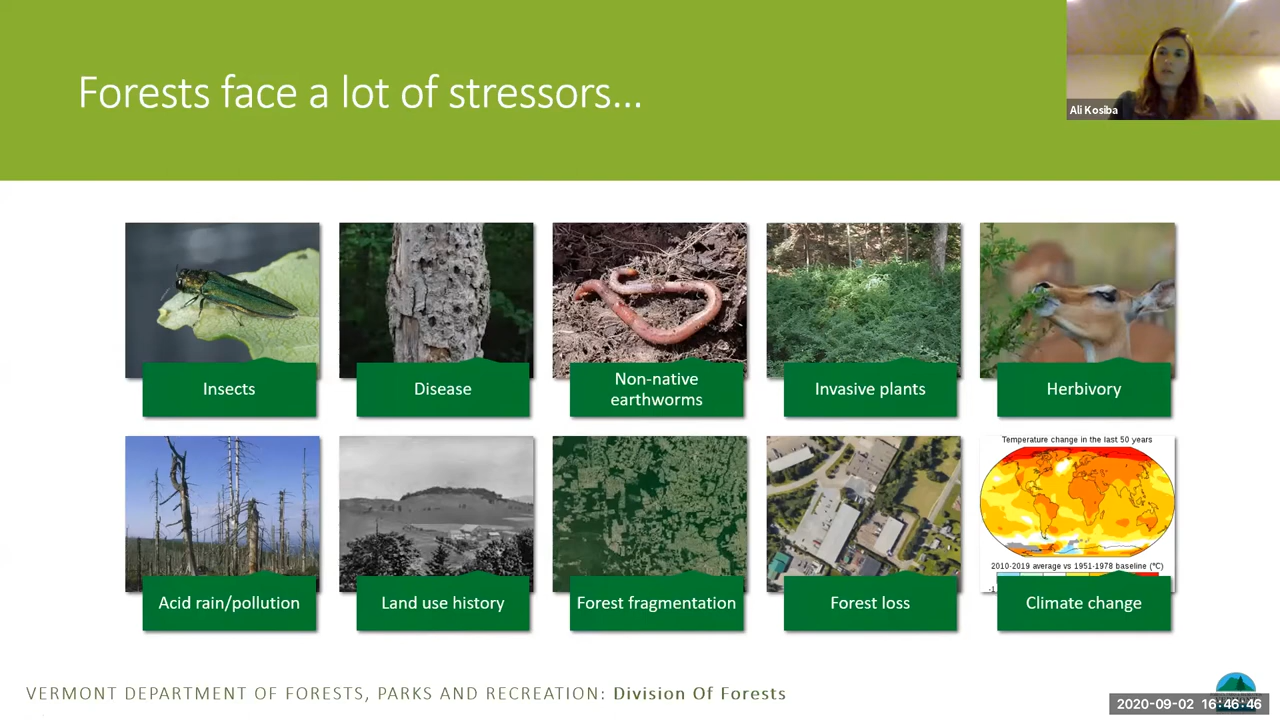 Forests face a lot of stressors...
Ali Kosiba
Insects
Disease
Non-native
earthworms
Invasive plants
Herbivory
Temperature change in the last 50 years
2010-2019 average vs 1951-1978 baseline (°C)
Acid rain/pollution
Land use history
Forest fragmentation
Forest loss
Climate change
VERMONT DEPARTMENT OF FORESTS, PARKS AND RECREATION: Division Of Forests
2020-09-02 16:46:46